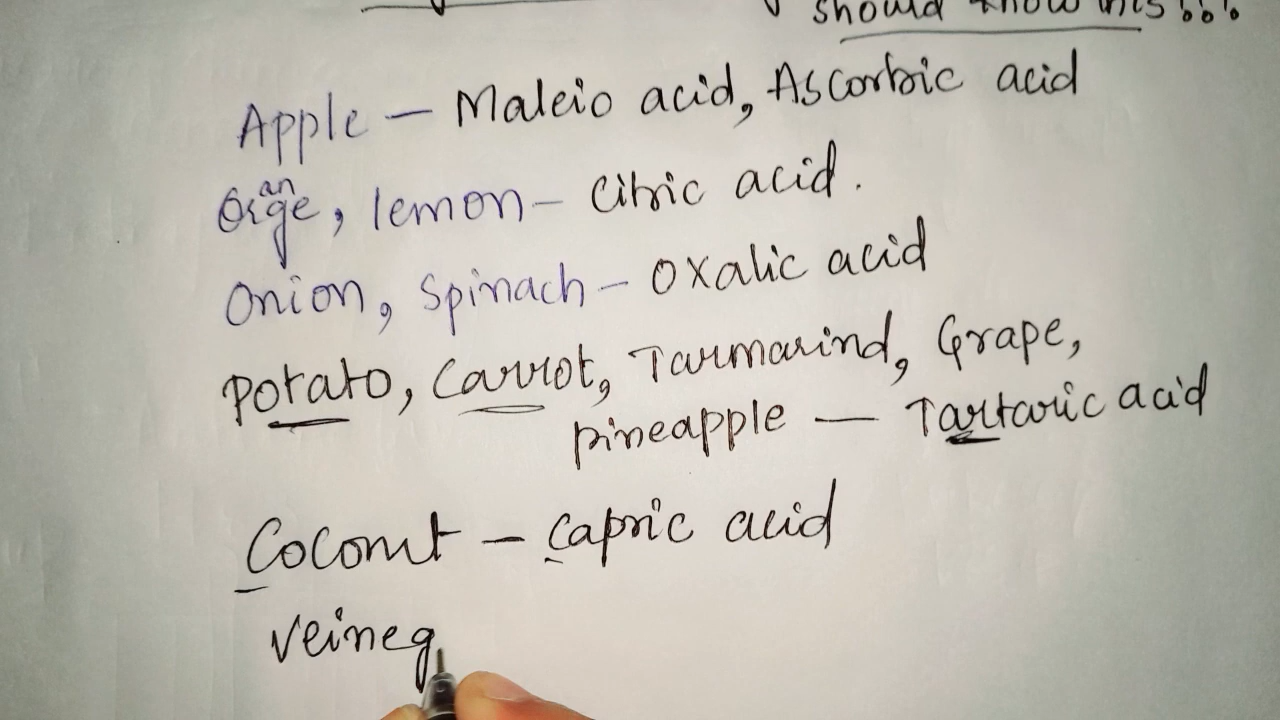 should know this!!!
Apple – Maleio acid, Ascorbic acid
Orange, lemon – Citric acid.
Onion, Spinach – Oxalic acid
Potato, Carrot, Tarmarind, Grape,
pineapple – Tartaric acid
Coconut – Capric acid
Veineg